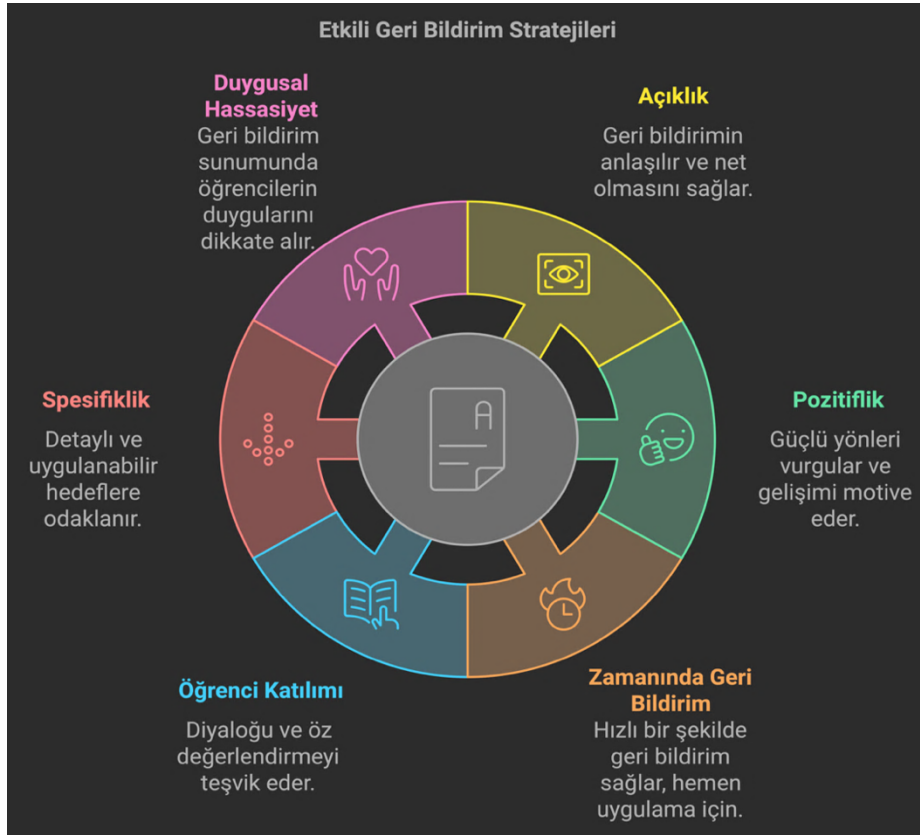 Etkili Geri Bildirim Stratejileri
Duygusal
Hassasiyet
Geri bildirim
sunumunda
öğrencilerin
duygularını
dikkate alır.
Açıklık
Geri bildirimin
anlaşılır ve net
olmasını sağlar.
Spesifiklik
Detaylı ve
uygulanabilir
hedeflere
odaklanır.
Pozitiflik
Güçlü yönleri
vurgular ve
gelişimi motive
eder.
Öğrenci Katılımı
Diyaloğu ve öz
değerlendirmeyi
teşvik eder.
Zamanında Geri
Bildirim
Hızlı bir şekilde
geri bildirim
sağlar, hemen
uygulama için.